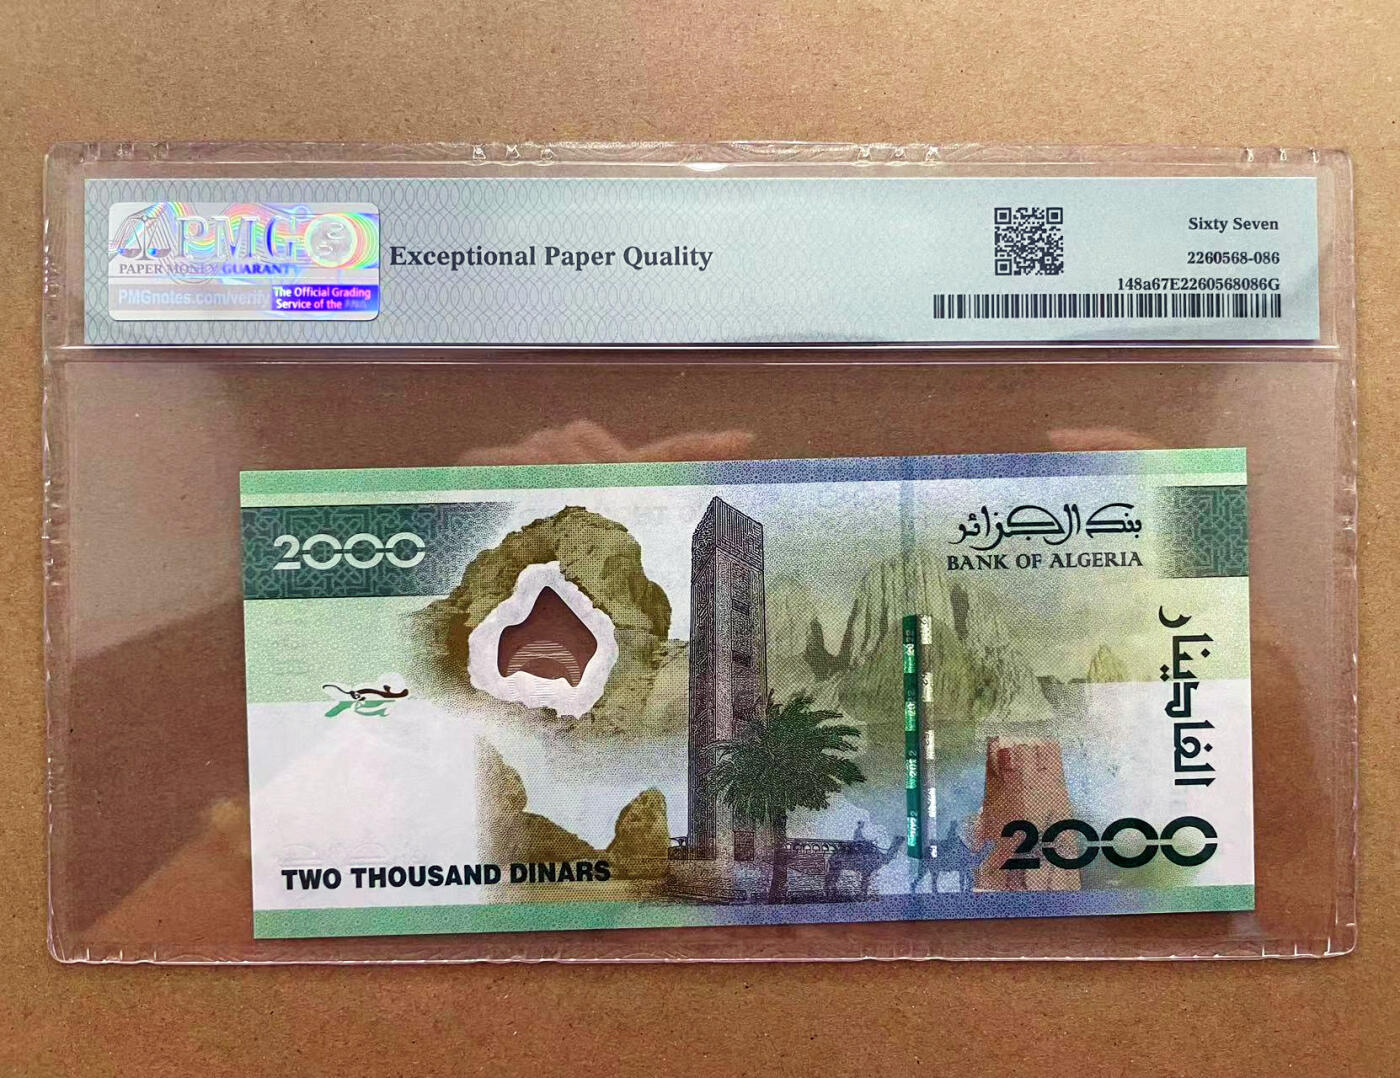 PMG
PAPER MONEY GUARANTY
PMGnotes.com/verify
The Official Grading
Service of the ANA
Exceptional Paper Quality
Sixty Seven
2260568-086
148a67E2260568086G
2000
بنك الجزائر
BANK OF ALGERIA
ألفا دينار
TWO THOUSAND DINARS
2000